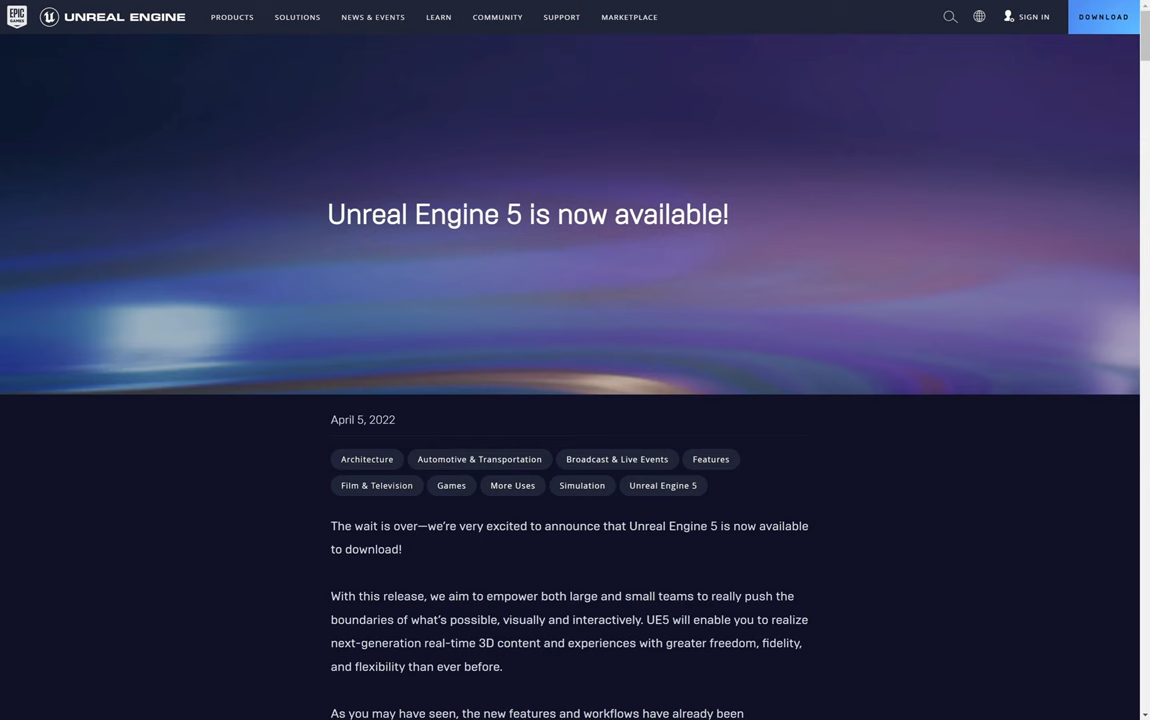 EPIC GAMES
UNREAL ENGINE
PRODUCTS SOLUTIONS NEWS & EVENTS LEARN COMMUNITY SUPPORT MARKETPLACE SIGN IN DOWNLOAD
Unreal Engine 5 is now available!
April 5, 2022
Architecture Automotive & Transportation Broadcast & Live Events Features
Film & Television Games More Uses Simulation Unreal Engine 5
The wait is over—we’re very excited to announce that Unreal Engine 5 is now available
to download!
With this release, we aim to empower both large and small teams to really push the
boundaries of what’s possible, visually and interactively. UE5 will enable you to realize
next-generation real-time 3D content and experiences with greater freedom, fidelity,
and flexibility than ever before.
As you may have seen, the new features and workflows have already been